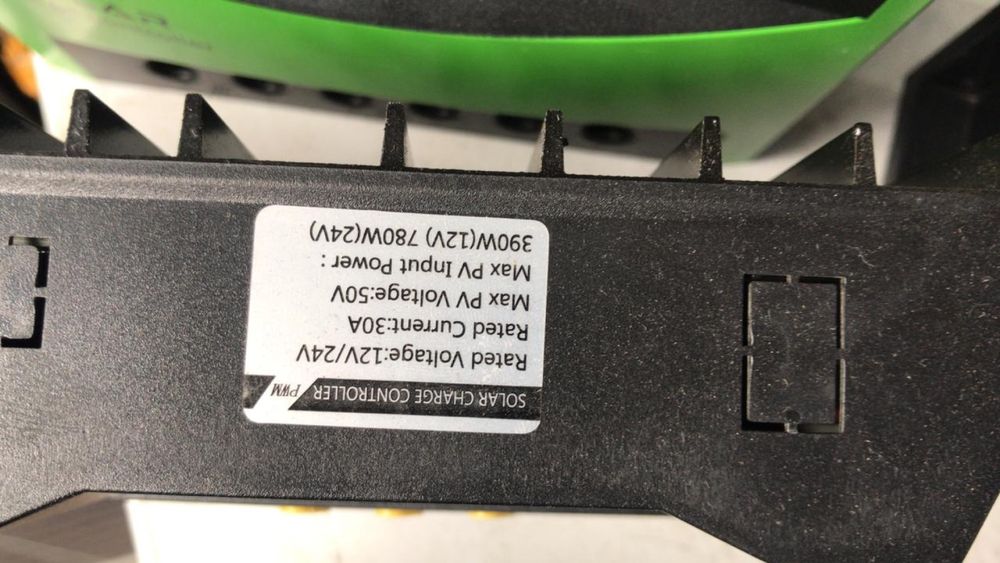 SOLAR CHARGE CONTROLLER PWM
Rated Voltage:12V/24V
Rated Current:30A
Max PV Voltage:50V
Max PV Input Power :
390W(12V) 780W(24V)